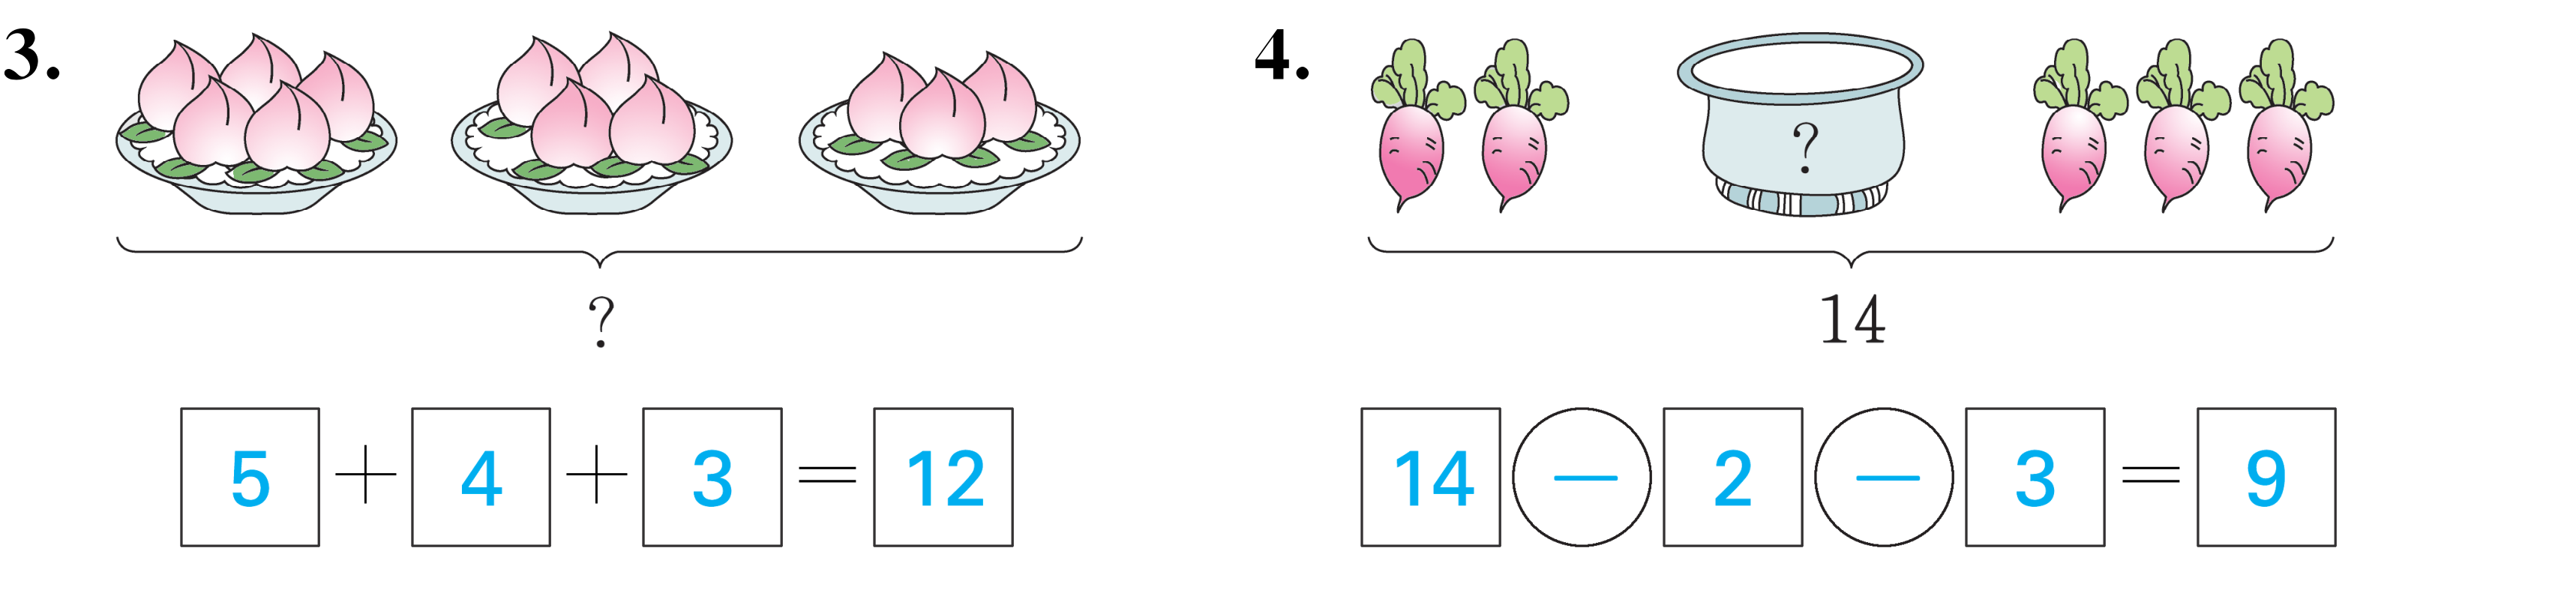 3.
?
5 + 4 + 3 = 12
4.
?
14
14 − 2 − 3 = 9